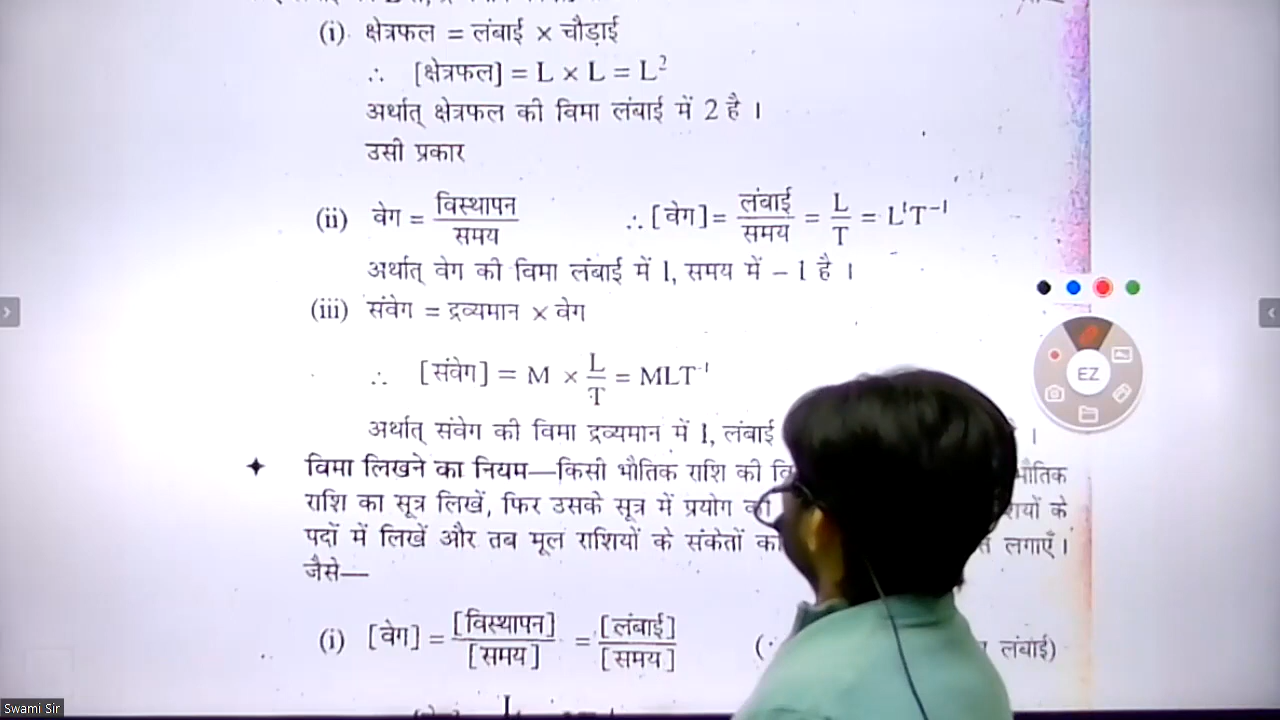 (i) क्षेत्रफल = लंबाई × चौड़ाई
∴ [क्षेत्रफल] = L × L = L²
अर्थात् क्षेत्रफल की विमा लंबाई में 2 है ।
उसी प्रकार
(ii) वेग = विस्थापन / समय ∴ [वेग] = लंबाई / समय = L / T = L¹T⁻¹
अर्थात् वेग की विमा लंबाई में 1, समय में – 1 है ।
(iii) संवेग = द्रव्यमान × वेग
∴ [संवेग] = M × L / T = MLT⁻¹
अर्थात् संवेग की विमा द्रव्यमान में 1, लंबाई ।
✦ विमा लिखने का नियम—किसी भौतिक राशि की भौतिक
राशि का सूत्र लिखें, फिर उसके सूत्र में प्रयोग के
पदों में लिखें और तब मूल राशियों के संकेतों लगाएँ ।
जैसे—
(i) [वेग] = [विस्थापन] / [समय] = [लंबाई] / [समय] (∵ लंबाई)
EZ
Swami Sir